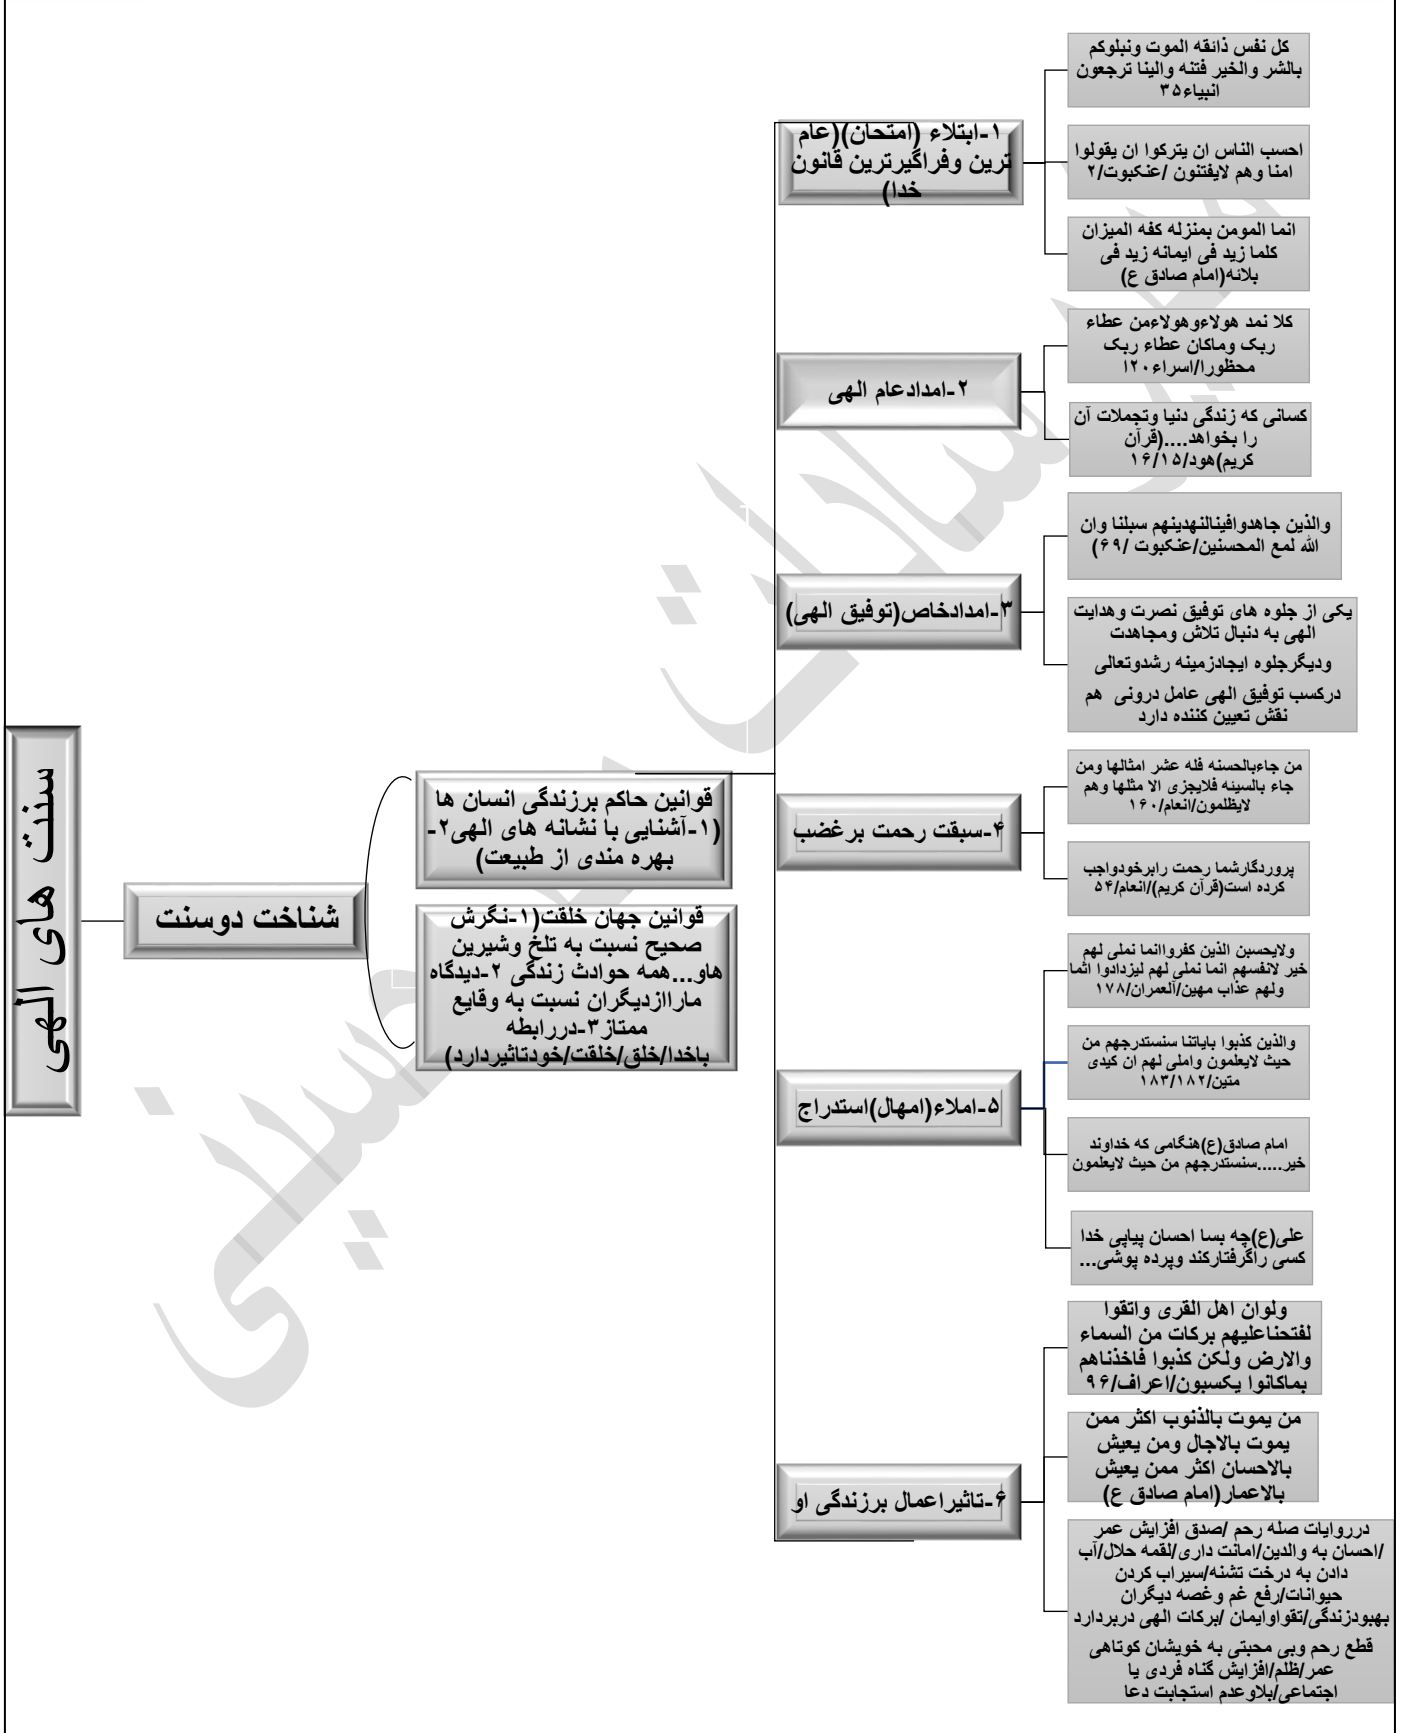 سنت های الهی
شناخت دوسنت
قوانین حاکم برزندگی انسان ها
(۱-آشنایی با نشانه های الهی۲-
بهره مندی از طبیعت)
قوانین جهان خلقت(۱-نگرش
صحیح نسبت به تلخ وشیرین
هاو...همه حوادث زندگی ۲-دیدگاه
ماراازدیگران نسبت به وقایع
ممتاز۳-دررابطه
باخدا/خلق/خلقت/خودتاثیردارد)
۱-ابتلاء (امتحان)(عام
ترین وفراگیرترین قانون
خدا)
کل نفس ذائقه الموت ونبلوکم
بالشر والخیر فتنه والینا ترجعون
انبیاء۳۵
احسب الناس ان یترکوا ان یقولوا
امنا وهم لایفتنون /عنکبوت/۲
انما المومن بمنزله کفه المیزان
کلما زید فی ایمانه زید فی
بلائه(امام صادق ع)
۲-امدادعام الهی
کلا نمد هولاءوهولاءمن عطاء
ربک وماکان عطاء ربک
محظورا/اسراء۱۲۰
کسانی که زندگی دنیا وتجملات آن
را بخواهد....(قرآن
کریم)هود/۱۶/۱۵
۳-امدادخاص(توفیق الهی)
والذین جاهدوافینالنهدینهم سبلنا وان
الله لمع المحسنین/عنکبوت /۶۹)
یکی از جلوه های توفیق نصرت وهدایت
الهی به دنبال تلاش ومجاهدت
ودیگرجلوه ایجادزمینه رشدوتعالی
درکسب توفیق الهی عامل درونی هم
نقش تعیین کننده دارد
۴-سبقت رحمت برغضب
من جاءبالحسنه فله عشر امثالها ومن
جاء بالسیئه فلایجزی الا مثلها وهم
لایظلمون/انعام/۱۶۰
پروردگارشما رحمت رابرخودواجب
کرده است(قرآن کریم)/انعام/۵۴
۵-املاء(امهال)استدراج
ولایحسبن الذین کفرواانما نملی لهم
خیر لانفسهم انما نملی لهم لیزدادوا اثما
ولهم عذاب مهین/آلعمران/۱۷۸
والذین کذبوا بایاتنا سنستدرجهم من
حیث لایعلمون واملی لهم ان کیدی
متین/۱۸۳/۱۸۲
امام صادق(ع)هنگامی که خداوند
خیر.....سنستدرجهم من حیث لایعلمون
علی(ع)چه بسا احسان پیاپی خدا
کسی راگرفتارکند وپرده پوشی...
۶-تاثیراعمال برزندگی او
ولوان اهل القری واتقوا
لفتحناعلیهم برکات من السماء
والارض ولکن کذبوا فاخذناهم
بماکانوا یکسبون/اعراف/۹۶
من یموت بالذنوب اکثر ممن
یموت بالاجال ومن یعیش
بالاحسان اکثر ممن یعیش
بالاعمار(امام صادق ع)
درروایات صله رحم /صدق افزایش عمر
/احسان به والدین/امانت داری/لقمه حلال/آب
دادن به درخت تشنه/سیراب کردن
حیوانات/رفع غم وغصه دیگران
بهبودزندگی/تقواوایمان /برکات الهی دربردارد
قطع رحم وبی محبتی به خویشان کوتاهی
عمر/ظلم/افزایش گناه فردی یا
اجتماعی/بلاوعدم استجابت دعا